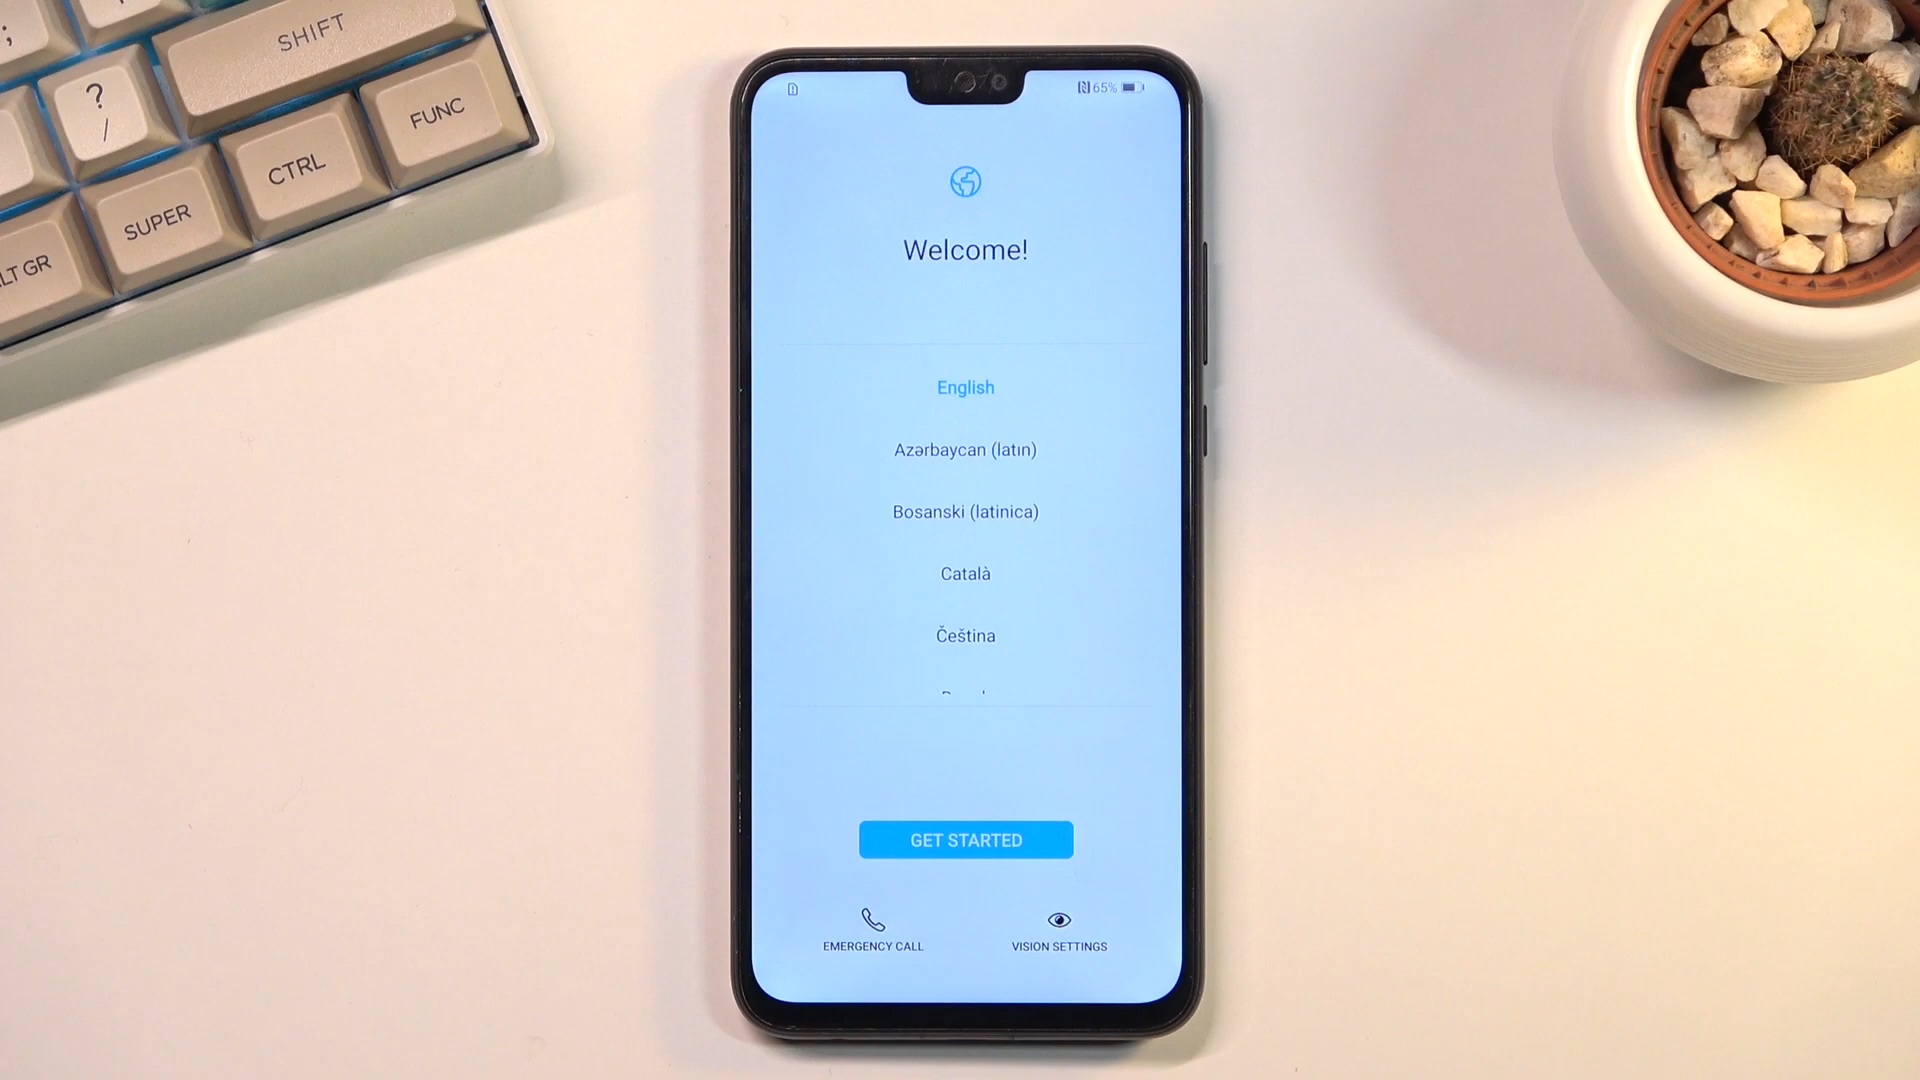 ;
?
/
SHIFT
FUNC
CTRL
SUPER
LT GR
65%
Welcome!
English
Azərbaycan (latın)
Bosanski (latinica)
Català
Čeština
GET STARTED
EMERGENCY CALL
VISION SETTINGS